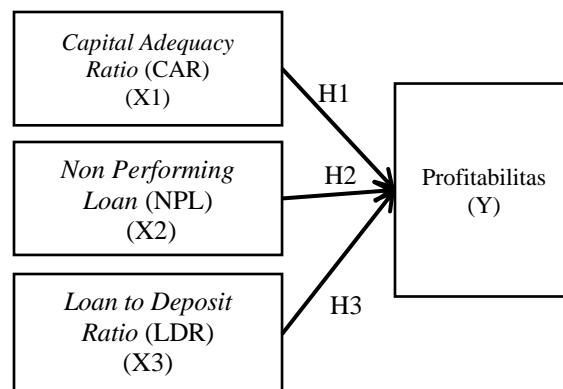 Capital Adequacy
Ratio (CAR)
(X1)
H1
Non Performing
Loan (NPL)
(X2)
H2
Profitabilitas
(Y)
Loan to Deposit
Ratio (LDR)
(X3)
H3